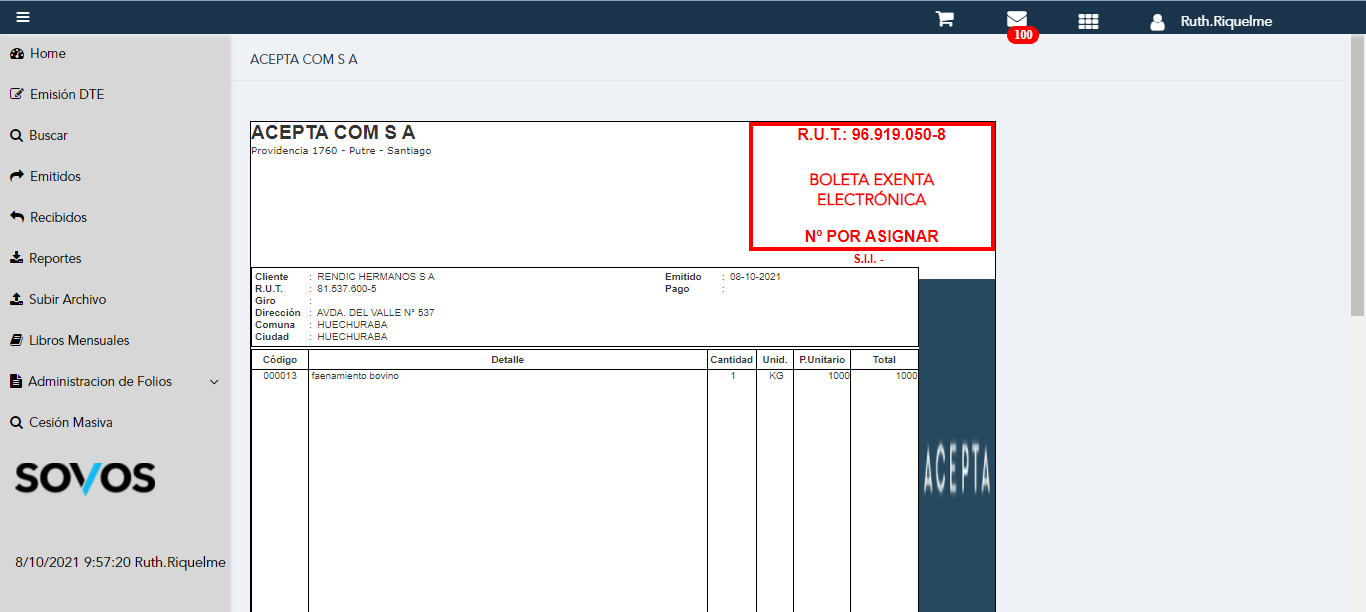 Ruth.Riquelme
100
Home
Emisión DTE
Buscar
Emitidos
Recibidos
Reportes
Subir Archivo
Libros Mensuales
Administracion de Folios
Cesión Masiva
SOVOS
8/10/2021 9:57:20 Ruth.Riquelme
ACEPTA COM S A
ACEPTA COM S A
Providencia 1760 - Putre - Santiago
R.U.T.: 96.919.050-8
BOLETA EXENTA
ELECTRÓNICA
Nº POR ASIGNAR
S.I.I. -
Cliente : RENDIC HERMANOS S A Emitido : 08-10-2021
R.U.T. : 81.537.600-5 Pago :
Giro :
Dirección : AVDA. DEL VALLE N° 537
Comuna : HUECHURABA
Ciudad : HUECHURABA
Código Detalle Cantidad Unid. P.Unitario Total
000013 faenamiento bovino 1 KG 1000 1000
ACEPTA